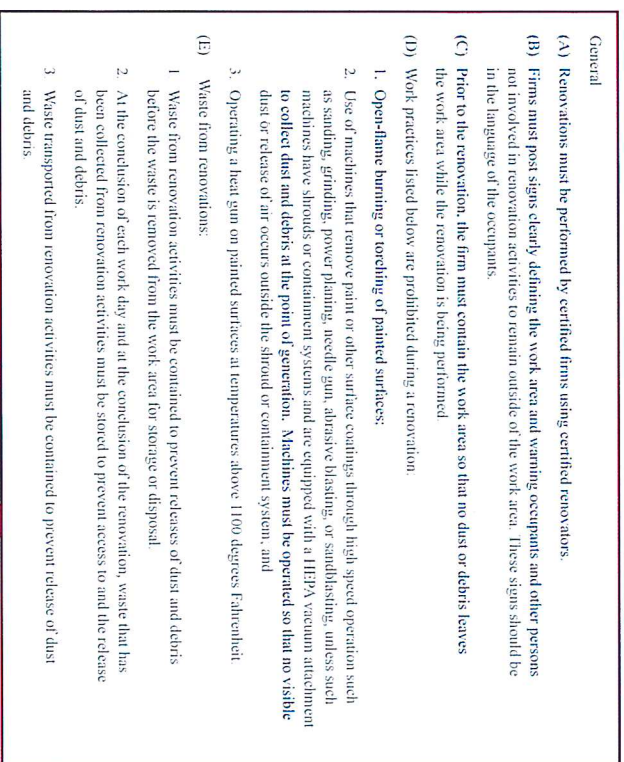 General
(A) Renovations must be performed by certified firms using certified renovators.
(B) Firms must post signs clearly defining the work area and warning occupants and other persons
not involved in renovation activities to remain outside of the work area. These signs should be
in the language of the occupants.
(C) Prior to the renovation, the firm must contain the work area so that no dust or debris leaves
the work area while the renovation is being performed.
(D) Work practices listed below are prohibited during a renovation:
1. Open-flame burning or torching of painted surfaces;
2. Use of machines that remove paint or other surface coatings through high speed operation such
as sanding, grinding, power planing, needle gun, abrasive blasting, or sandblasting, unless such
machines have shrouds or containment systems and are equipped with a HEPA vacuum attachment
to collect dust and debris at the point of generation. Machines must be operated so that no visible
dust or release of air occurs outside the shroud or containment system, and
3. Operating a heat gun on painted surfaces at temperatures above 1100 degrees Fahrenheit.
(E) Waste from renovations:
1 Waste from renovation activities must be contained to prevent releases of dust and debris
before the waste is removed from the work area for storage or disposal.
2. At the conclusion of each work day and at the conclusion of the renovation, waste that has
been collected from renovation activities must be stored to prevent access to and the release
of dust and debris.
3 Waste transported from renovation activities must be contained to prevent release of dust
and debris.